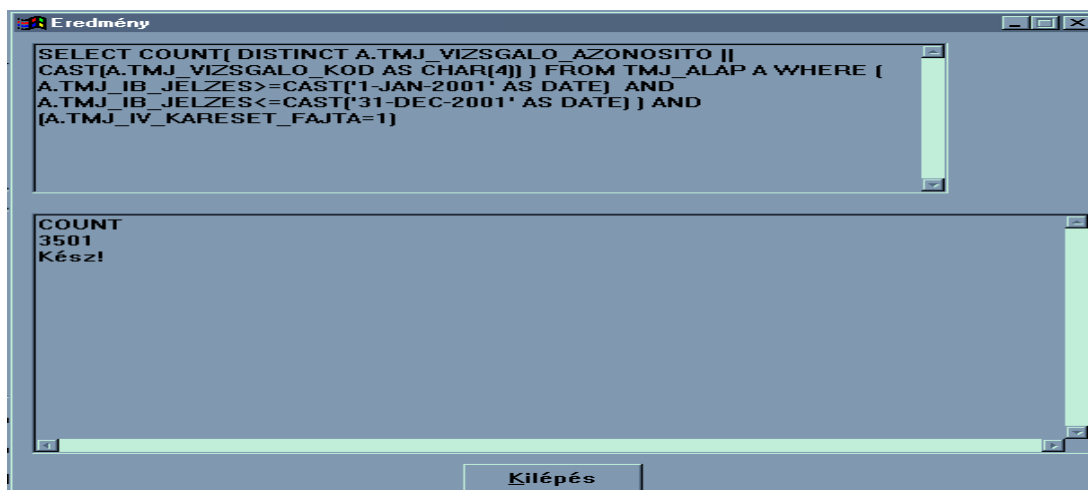 Eredmény
SELECT COUNT( DISTINCT A.TMJ_VIZSGALO_AZONOSITO ||
CAST(A.TMJ_VIZSGALO_KOD AS CHAR(4)) ) FROM TMJ_ALAP A WHERE (
A.TMJ_IB_JELZES>=CAST('1-JAN-2001' AS DATE)  AND
A.TMJ_IB_JELZES<=CAST('31-DEC-2001' AS DATE) ) AND
(A.TMJ_IV_KARESET_FAJTA=1)
COUNT
3501
Kész!
Kilépés